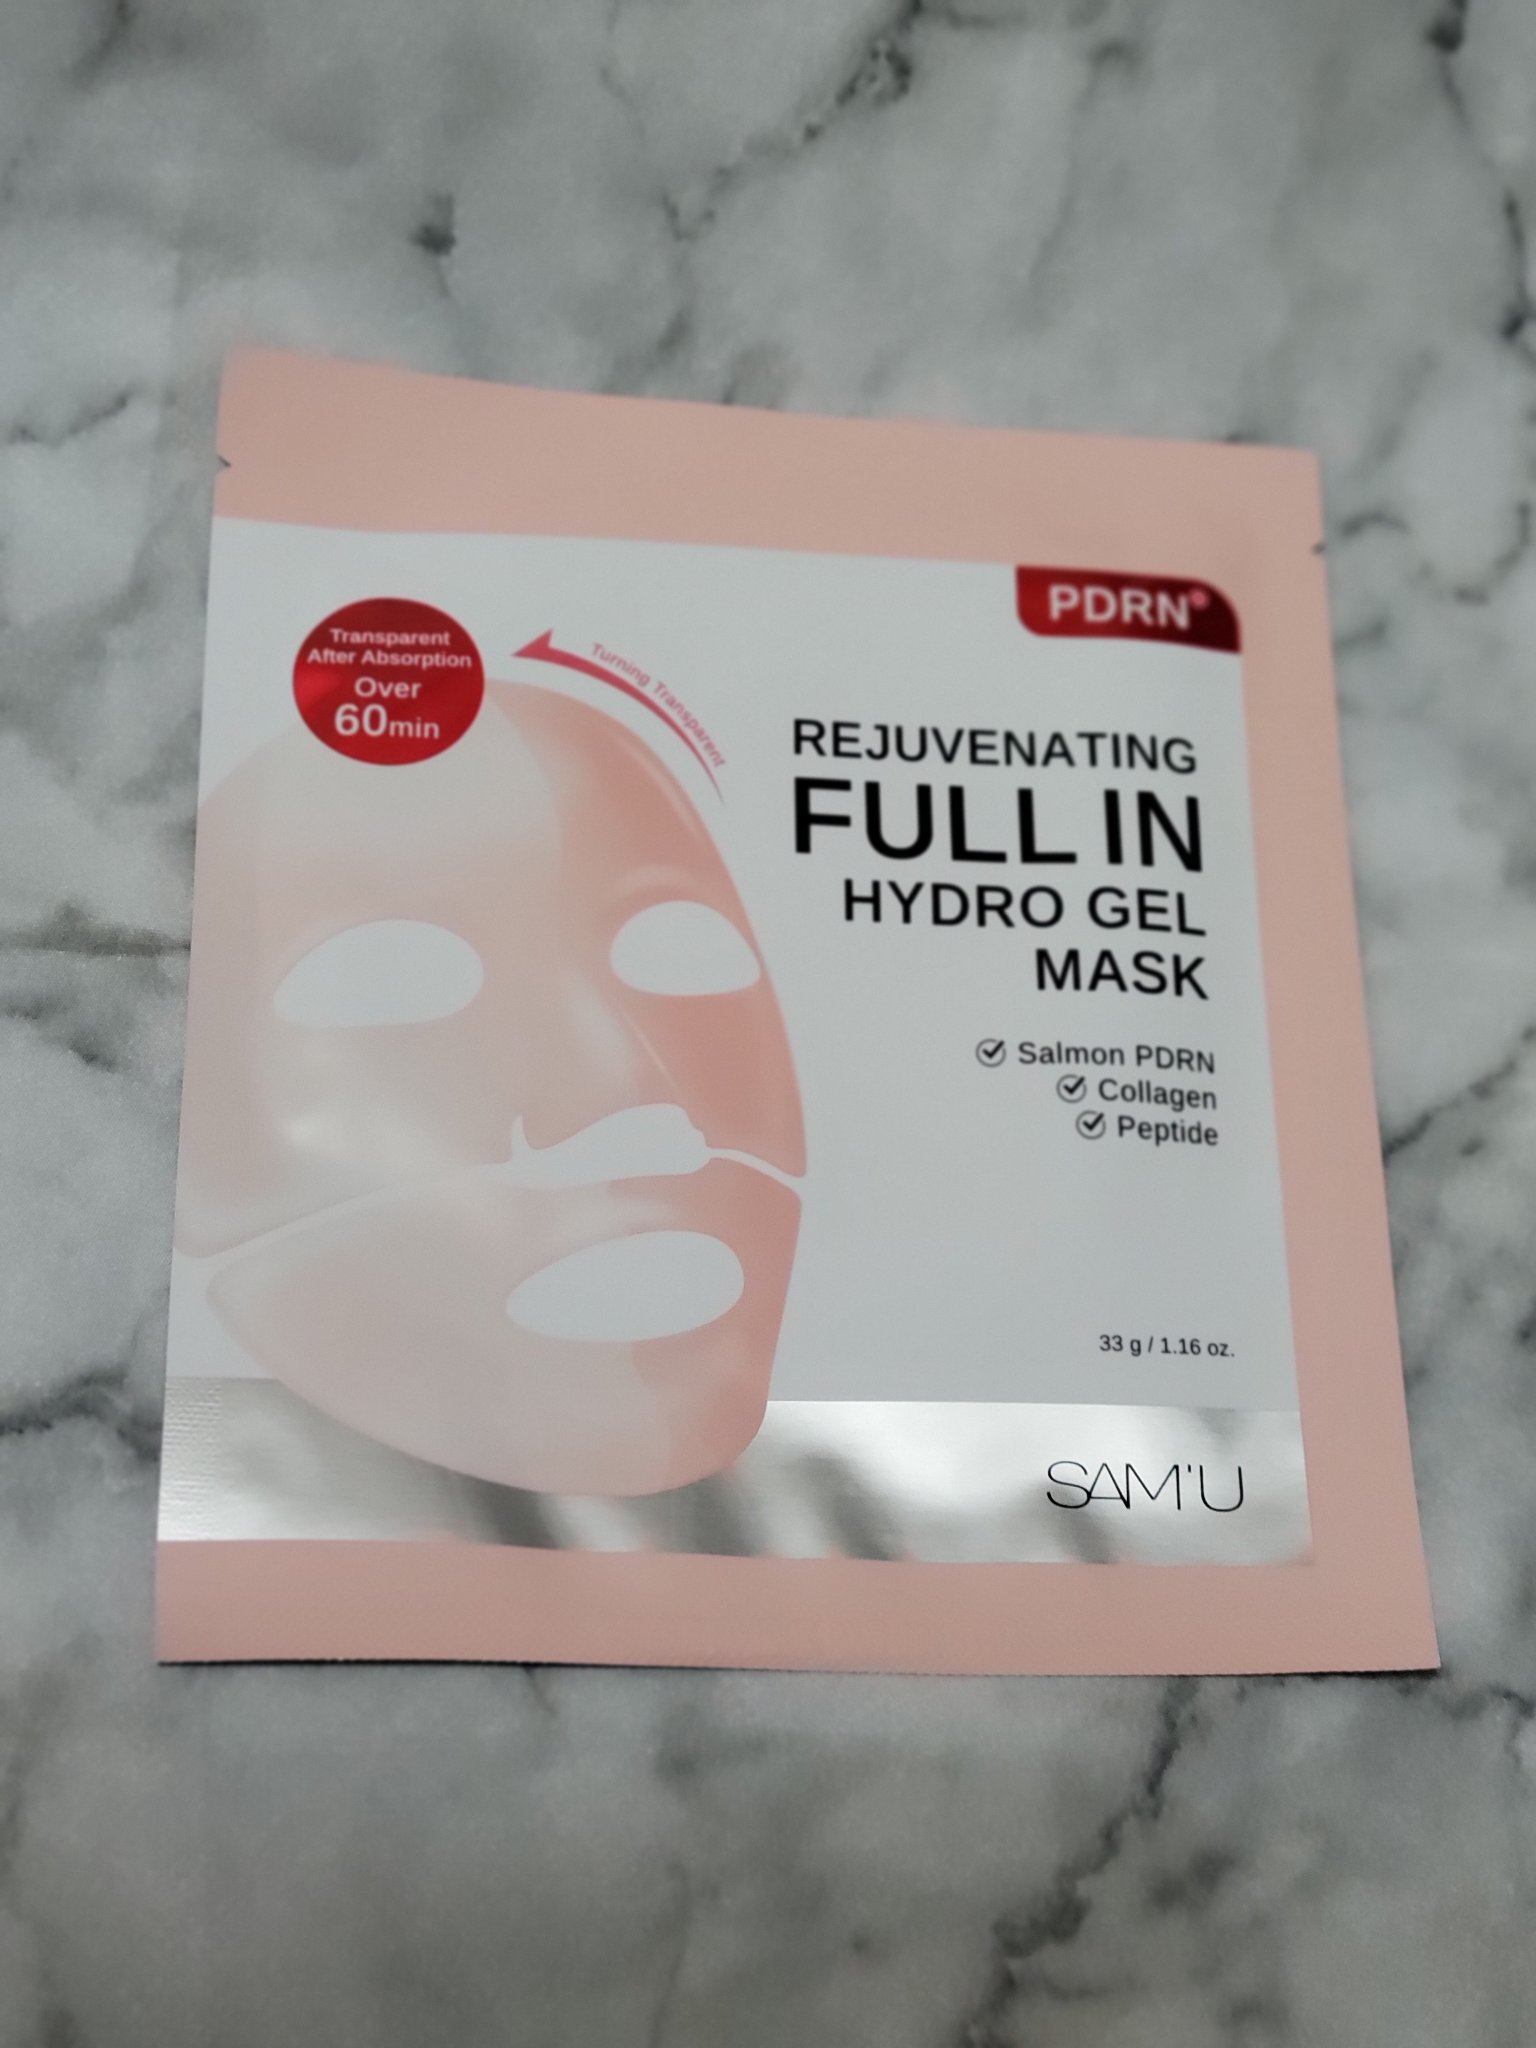 PDRN
Transparent
After Absorption
Over
60min
Turning Transparent
REJUVENATING
FULL IN
HYDRO GEL
MASK
Salmon PDRN
Collagen
Peptide
33 g / 1.16 oz.
SAM'U